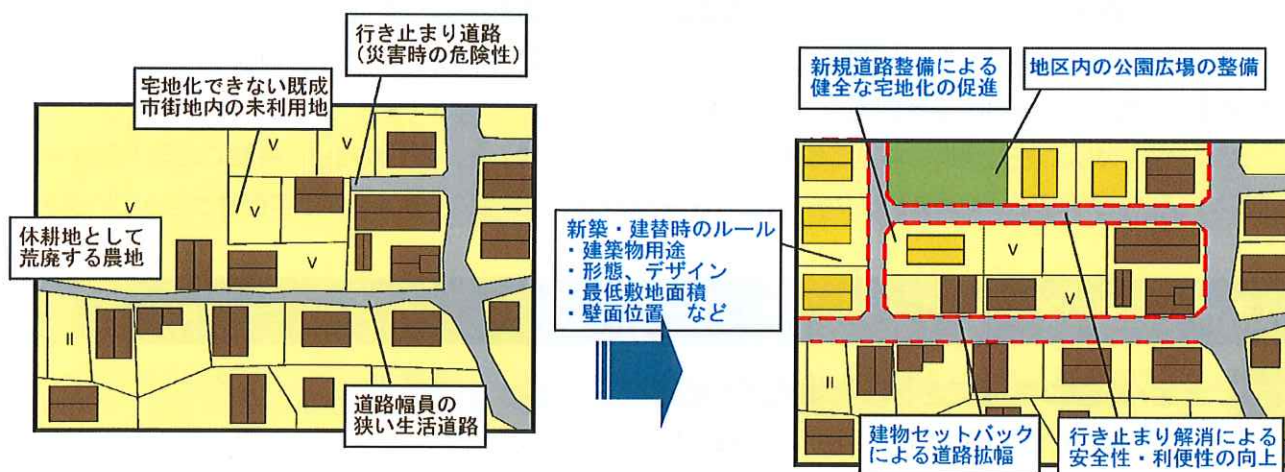 行き止まり道路
(災害時の危険性)
宅地化できない既成
市街地内の未利用地
V
V
V
V
V
休耕地として
荒廃する農地
II
道路幅員の
狭い生活道路
新築・建替時のルール
・建築物用途
・形態、デザイン
・最低敷地面積
・壁面位置 など
新規道路整備による
健全な宅地化の促進
地区内の公園広場の整備
V
V
II
建物セットバック
による道路拡幅
行き止まり解消による
安全性・利便性の向上